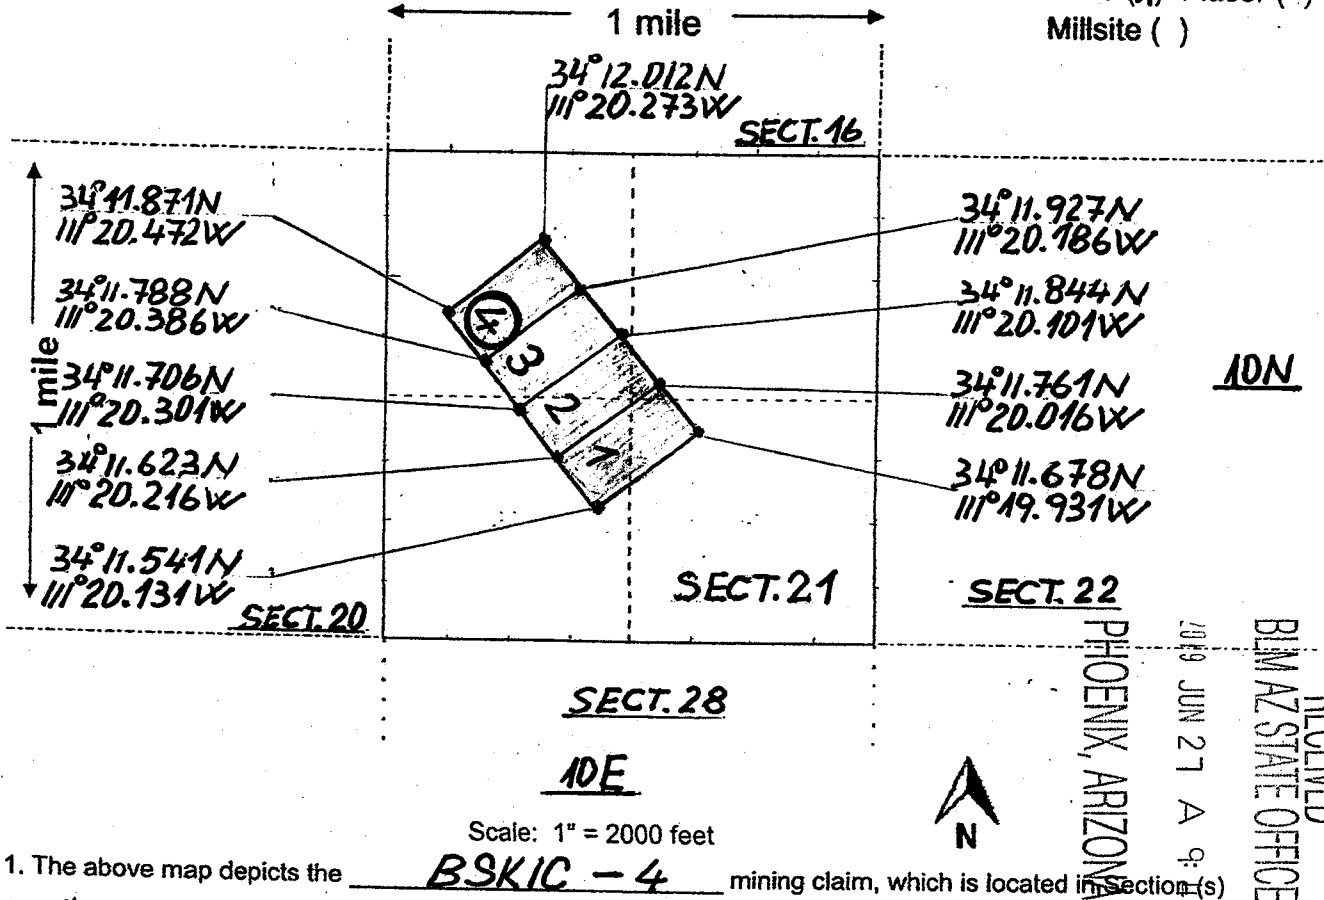 1 mile
Millsite ( )
34° 12.012N
111° 20.273W
SECT. 16
34° 11.871N
111° 20.472W
34° 11.788N
111° 20.386W
34° 11.706N
111° 20.301W
34° 11.623N
111° 20.216W
34° 11.541N
111° 20.131W
1 mile
34° 11.927N
111° 20.186W
34° 11.844N
111° 20.101W
34° 11.761N
111° 20.016W
34° 11.678N
111° 19.931W
10N
4
3
2
1
SECT. 20
SECT. 21
SECT. 22
SECT. 28
10E
Scale: 1" = 2000 feet
N
RECEIVED
BLM AZ STATE OFFICE
2019 JUN 27 A 9:
PHOENIX, ARIZONA
1. The above map depicts the BSKIC - 4 mining claim, which is located in Section (s)